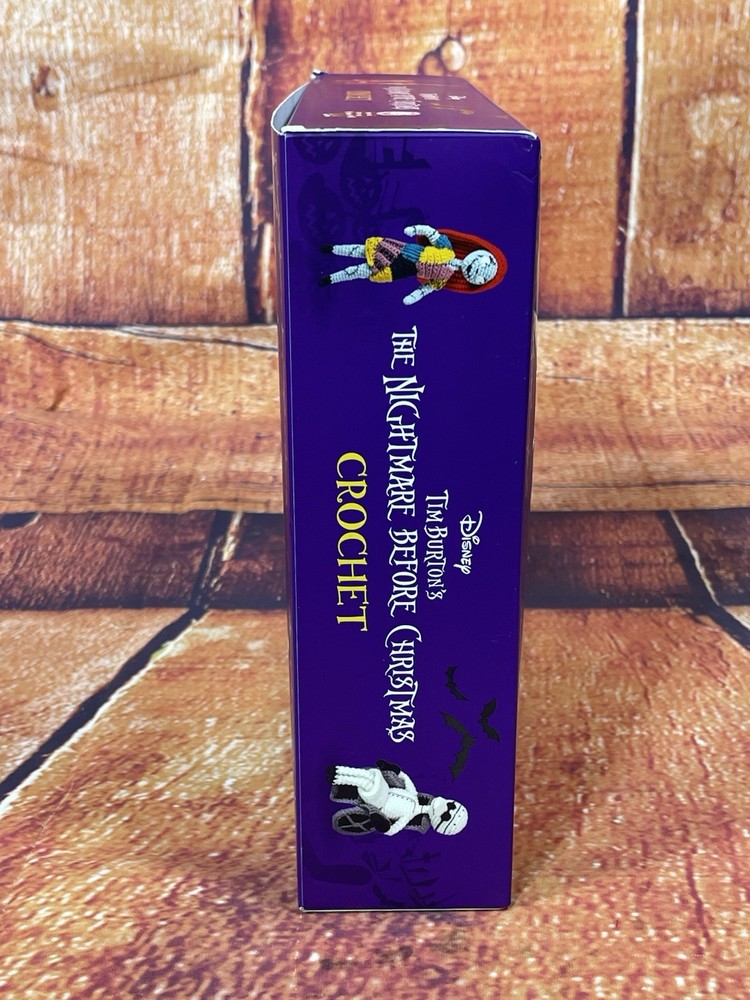 Disney
TIM BURTON'S
THE NIGHTMARE BEFORE CHRISTMAS
CROCHET